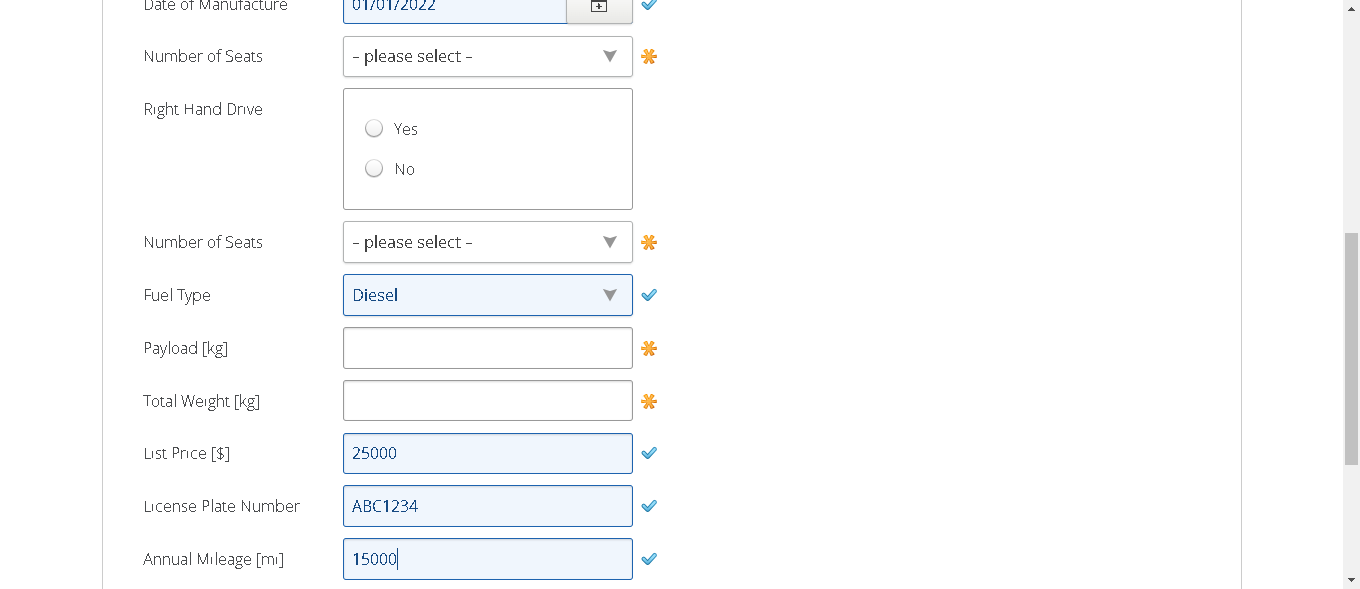 Date of Manufacture 01/01/2022
Number of Seats – please select –
Right Hand Drive
Yes
No
Number of Seats – please select –
Fuel Type Diesel
Payload [kg]
Total Weight [kg]
List Price [$] 25000
License Plate Number ABC1234
Annual Mileage [mi] 15000